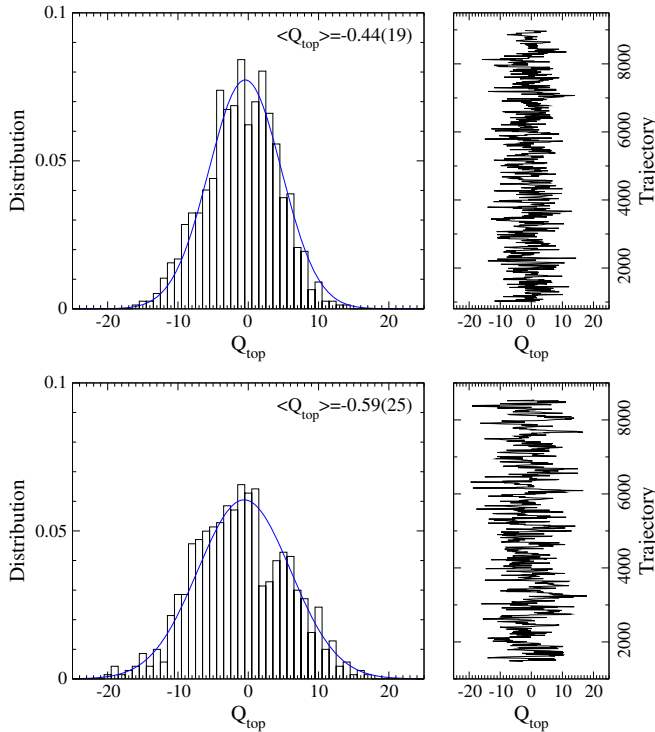 0.1
<Q_top>=-0.44(19)
0.05
0
Distribution
-20 -10 0 10 20
Q_top
8000
6000
4000
2000
Trajectory
-20 -10 0 10 20
Q_top
0.1
<Q_top>=-0.59(25)
0.05
0
Distribution
-20 -10 0 10 20
Q_top
8000
6000
4000
2000
Trajectory
-20 -10 0 10 20
Q_top